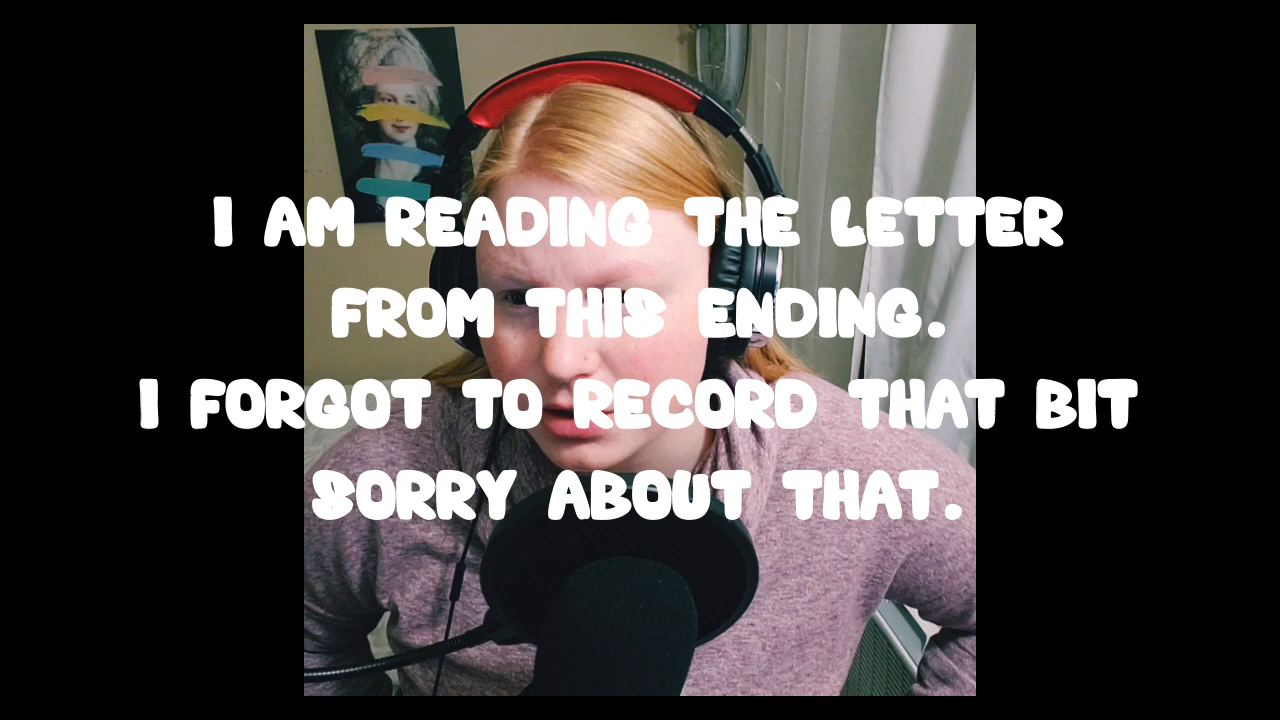 I AM READING THE LETTER
FROM THIS ENDING.
I FORGOT TO RECORD THAT BIT
SORRY ABOUT THAT.